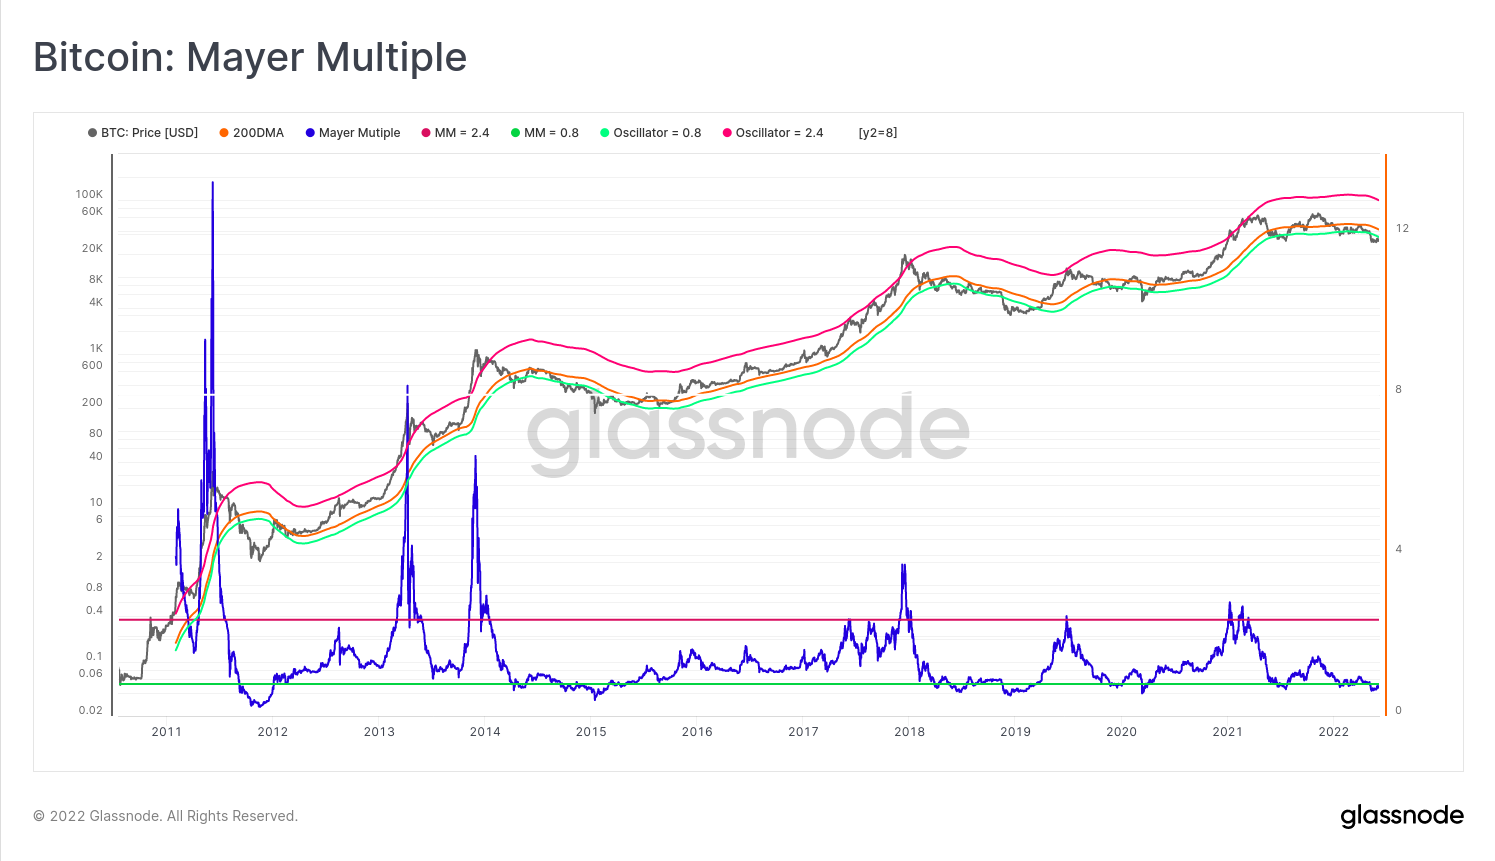 Bitcoin: Mayer Multiple
BTC: Price [USD] 200DMA Mayer Mutiple MM = 2.4 MM = 0.8 Oscillator = 0.8 Oscillator = 2.4 [y2=8]
100K
60K
20K
8K
4K
1K
600
200
80
40
10
6
2
0.8
0.4
0.1
0.06
0.02
12
8
4
0
glassnode
2011 2012 2013 2014 2015 2016 2017 2018 2019 2020 2021 2022
© 2022 Glassnode. All Rights Reserved.
glassnode